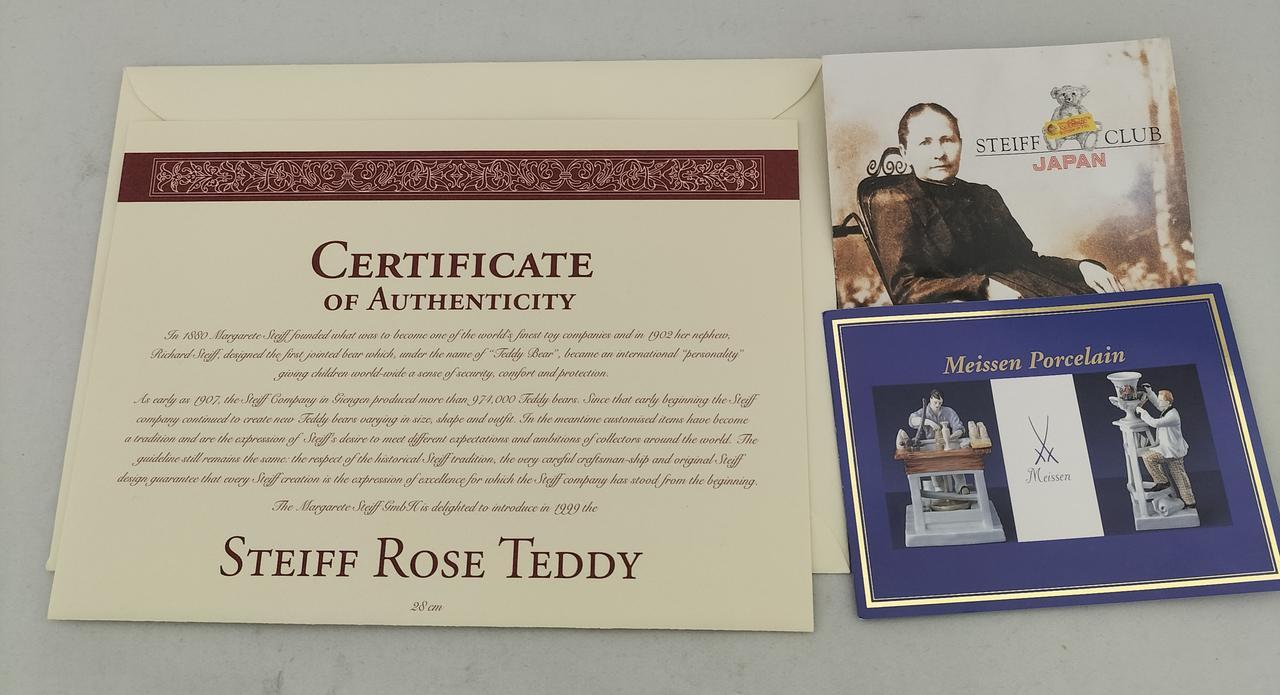 CERTIFICATE
OF AUTHENTICITY
In 1880 Margarete Steiff founded what was to become one of the world's finest toy companies and in 1902 her nephew,
Richard Steiff, designed the first jointed bear which, under the name of "Teddy Bear", became an international "personality"
giving children world-wide a sense of security, comfort and protection.
As early as 1907, the Steiff Company in Giengen produced more than 974,000 Teddy bears. Since that early beginning the Steiff
company continued to create new Teddy bears varying in size, shape and outfit. In the meantime customised items have become
a tradition and are the expression of Steiff's desire to meet different expectations and ambitions of collectors around the world. The
guideline still remains the same: the respect of the historical Steiff tradition, the very careful craftsman-ship and original Steiff
design guarantee that every Steiff creation is the expression of excellence for which the Steiff company has stood from the beginning.
The Margarete Steiff GmbH is delighted to introduce in 1999 the
STEIFF ROSE TEDDY
28 cm
STEIFF CLUB
JAPAN
Meissen Porcelain
Meissen